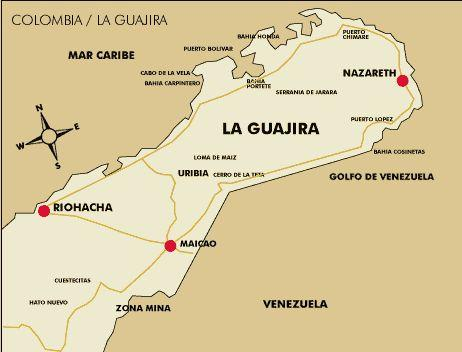 COLOMBIA / LA GUAJIRA
MAR CARIBE
PUERTO BOLIVAR
BAHIA HONDA
PUERTO
CHIMARE
CABO DE LA VELA
BAHIA CARPINTERO
BAHIA
PORTETE
NAZARETH
SERRANIA DE JARARA
N
E
W
S
LA GUAJIRA
PUERTO LOPEZ
BAHIA COSINETAS
LOMA DE MAIZ
URIBIA
CERRO DE LA TETA
GOLFO DE VENEZUELA
RIOHACHA
MAICAO
CUESTECITAS
HATO NUEVO
ZONA MINA
VENEZUELA